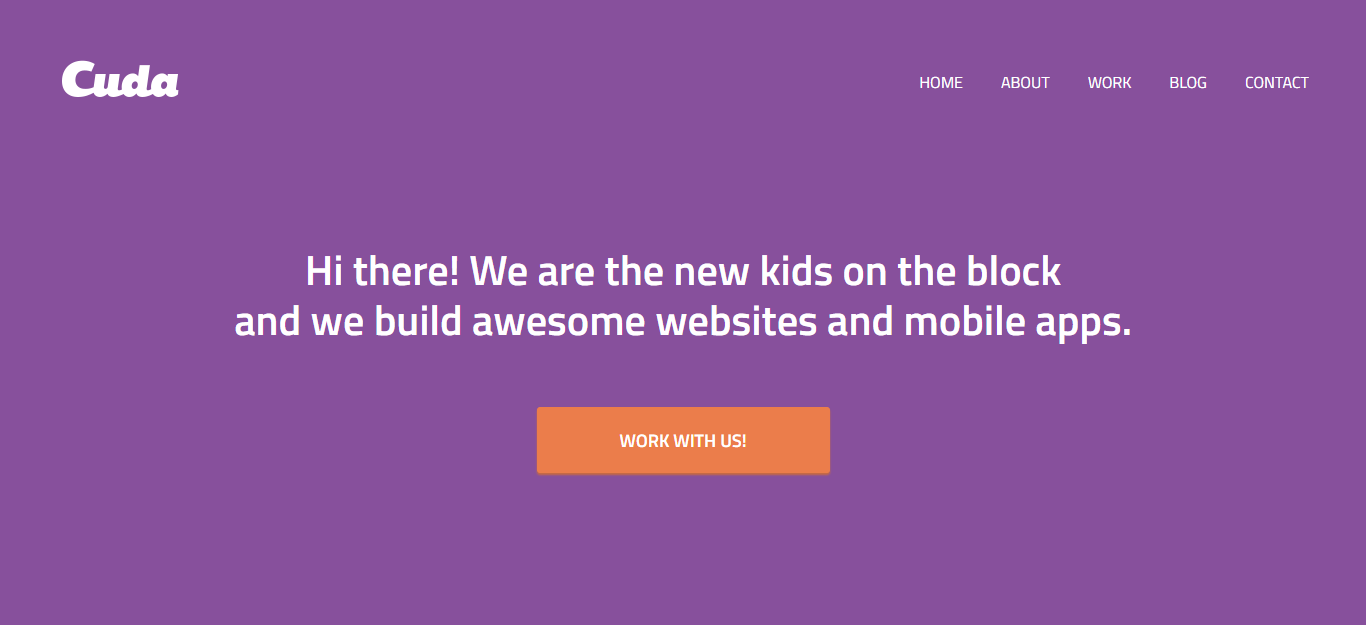 Cuda
HOME ABOUT WORK BLOG CONTACT
Hi there! We are the new kids on the block
and we build awesome websites and mobile apps.
WORK WITH US!